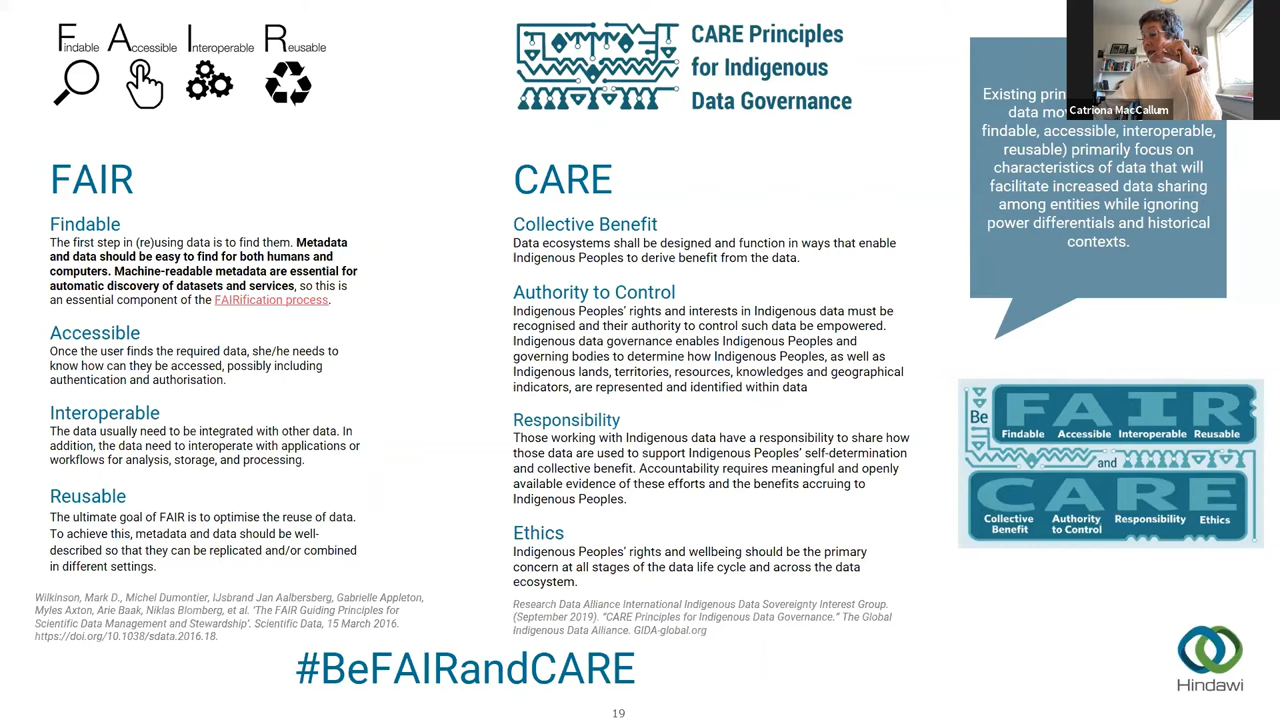 Findable Accessible Interoperable Reusable
CARE Principles
for Indigenous
Data Governance
FAIR
Findable
The first step in (re)using data is to find them. Metadata
and data should be easy to find for both humans and
computers. Machine-readable metadata are essential for
automatic discovery of datasets and services, so this is
an essential component of the FAIRification process.
Accessible
Once the user finds the required data, she/he needs to
know how can they be accessed, possibly including
authentication and authorisation.
Interoperable
The data usually need to be integrated with other data. In
addition, the data need to interoperate with applications or
workflows for analysis, storage, and processing.
Reusable
The ultimate goal of FAIR is to optimise the reuse of data.
To achieve this, metadata and data should be well-
described so that they can be replicated and/or combined
in different settings.
Wilkinson, Mark D., Michel Dumontier, IJsbrand Jan Aalbersberg, Gabrielle Appleton,
Myles Axton, Arie Baak, Niklas Blomberg, et al. ‘The FAIR Guiding Principles for
Scientific Data Management and Stewardship’. Scientific Data, 15 March 2016.
https://doi.org/10.1038/sdata.2016.18.
CARE
Collective Benefit
Data ecosystems shall be designed and function in ways that enable
Indigenous Peoples to derive benefit from the data.
Authority to Control
Indigenous Peoples’ rights and interests in Indigenous data must be
recognised and their authority to control such data be empowered.
Indigenous data governance enables Indigenous Peoples and
governing bodies to determine how Indigenous Peoples, as well as
Indigenous lands, territories, resources, knowledges and geographical
indicators, are represented and identified within data
Responsibility
Those working with Indigenous data have a responsibility to share how
those data are used to support Indigenous Peoples’ self-determination
and collective benefit. Accountability requires meaningful and openly
available evidence of these efforts and the benefits accruing to
Indigenous Peoples.
Ethics
Indigenous Peoples’ rights and wellbeing should be the primary
concern at all stages of the data life cycle and across the data
ecosystem.
Research Data Alliance International Indigenous Data Sovereignty Interest Group.
(September 2019). “CARE Principles for Indigenous Data Governance.” The Global
Indigenous Data Alliance. GIDA-global.org
Catriona MacCallum
Existing
data
findable, accessible, interoperable,
reusable) primarily focus on
characteristics of data that will
facilitate increased data sharing
among entities while ignoring
power differentials and historical
contexts.
Be FAIR
Findable Accessible Interoperable Reusable
and
CARE
Collective Benefit Authority to Control Responsibility Ethics
#BeFAIRandCARE
Hindawi
19